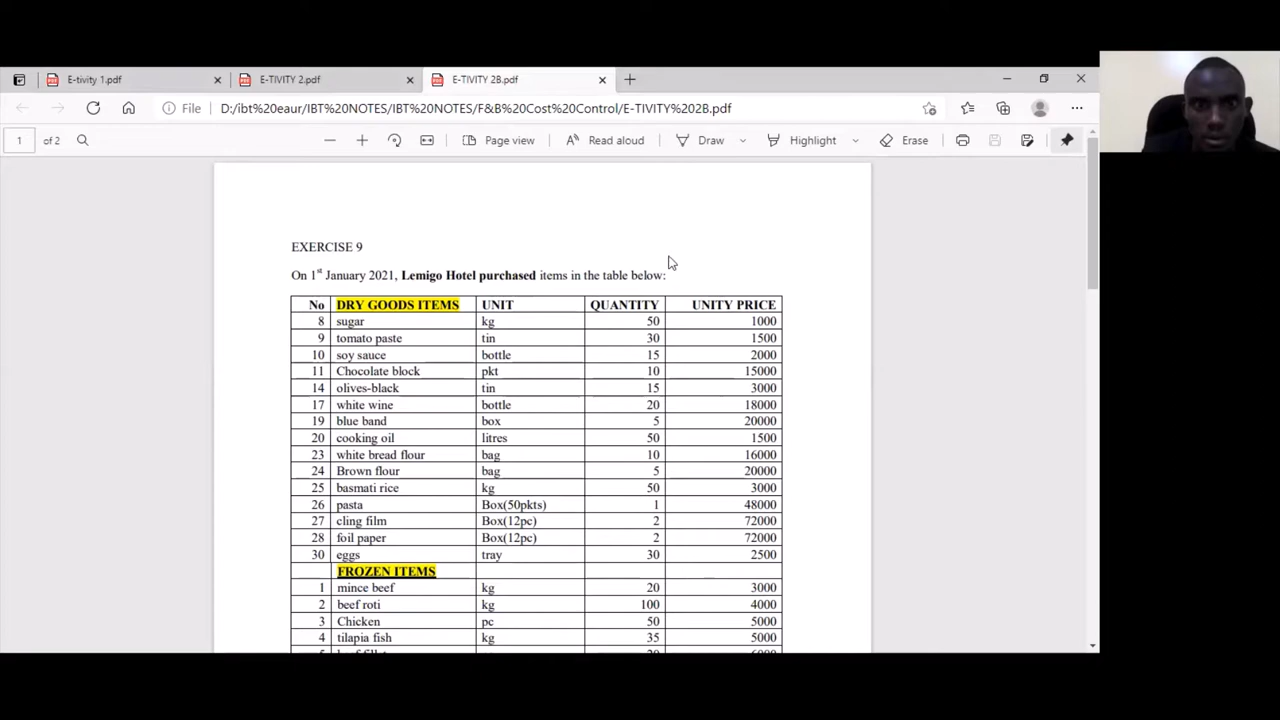 E-tivity 1.pdf
E-TIVITY 2.pdf
E-TIVITY 2B.pdf
File D:/ibt%20eaur/IBT%20NOTES/IBT%20NOTES/F&B%20Cost%20Control/E-TIVITY%202B.pdf
1 of 2 Page view Read aloud Draw Highlight Erase
EXERCISE 9
On 1st January 2021, Lemigo Hotel purchased items in the table below:
No DRY GOODS ITEMS UNIT QUANTITY UNITY PRICE
8 sugar kg 50 1000
9 tomato paste tin 30 1500
10 soy sauce bottle 15 2000
11 Chocolate block pkt 10 15000
14 olives-black tin 15 3000
17 white wine bottle 20 18000
19 blue band box 5 20000
20 cooking oil litres 50 1500
23 white bread flour bag 10 16000
24 Brown flour bag 5 20000
25 basmati rice kg 50 3000
26 pasta Box(50pkts) 1 48000
27 cling film Box(12pc) 2 72000
28 foil paper Box(12pc) 2 72000
30 eggs tray 30 2500
FROZEN ITEMS
1 mince beef kg 20 3000
2 beef roti kg 100 4000
3 Chicken pc 50 5000
4 tilapia fish kg 35 5000